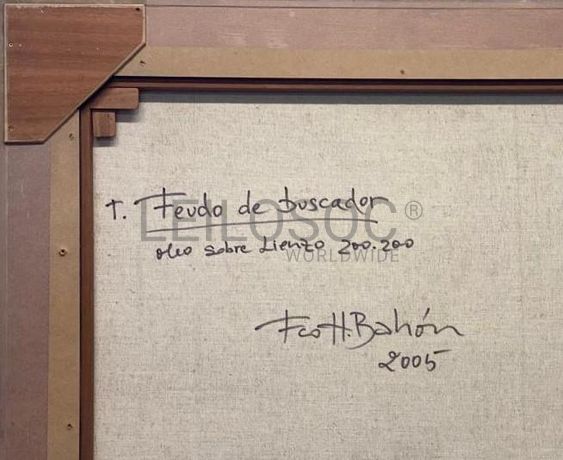 T. Feudo de buscador
LEILOSOC®
oleo sobre Lienzo 200.200
WORLDWIDE
Fco H. Bahón
2005